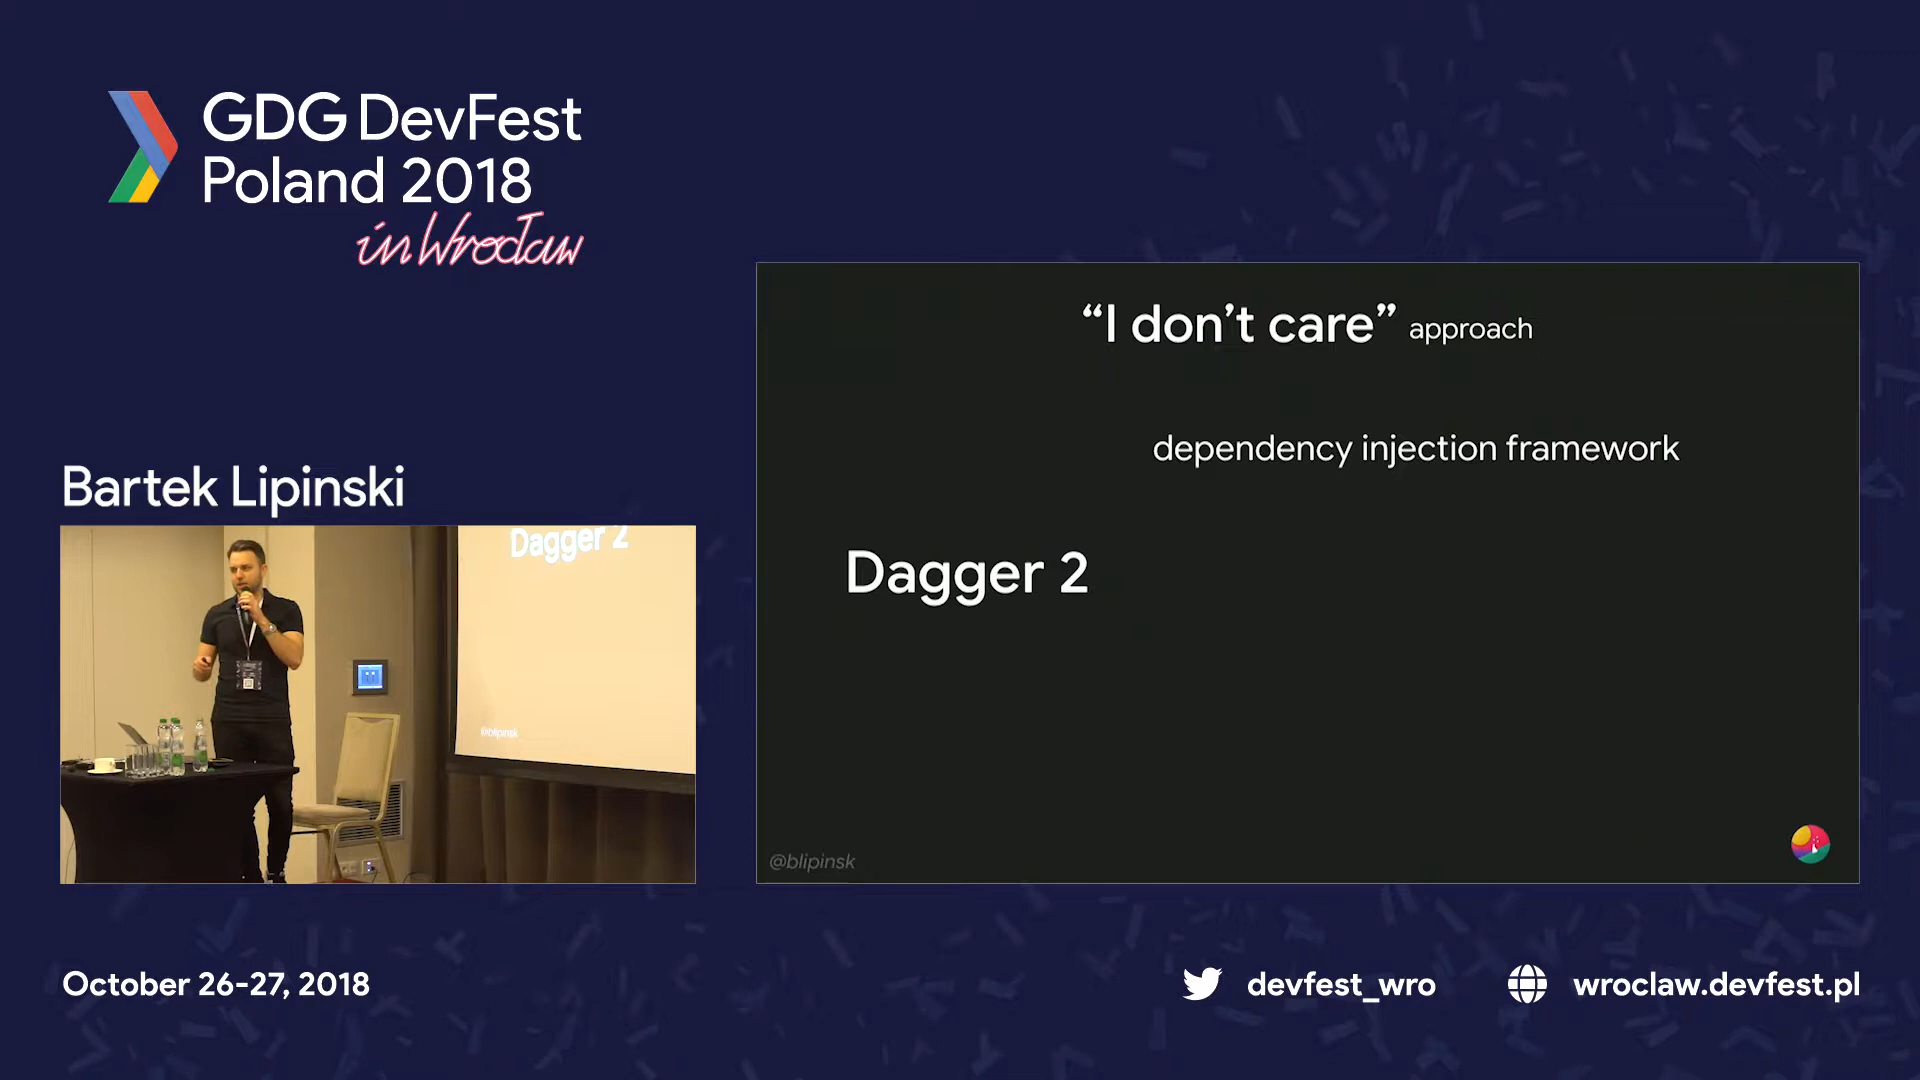 GDG DevFest
Poland 2018
in Wrocław
"I don't care" approach
dependency injection framework
Dagger 2
@blipinsk
Bartek Lipinski
Dagger 2
@blipinsk
October 26-27, 2018
devfest_wro
wroclaw.devfest.pl